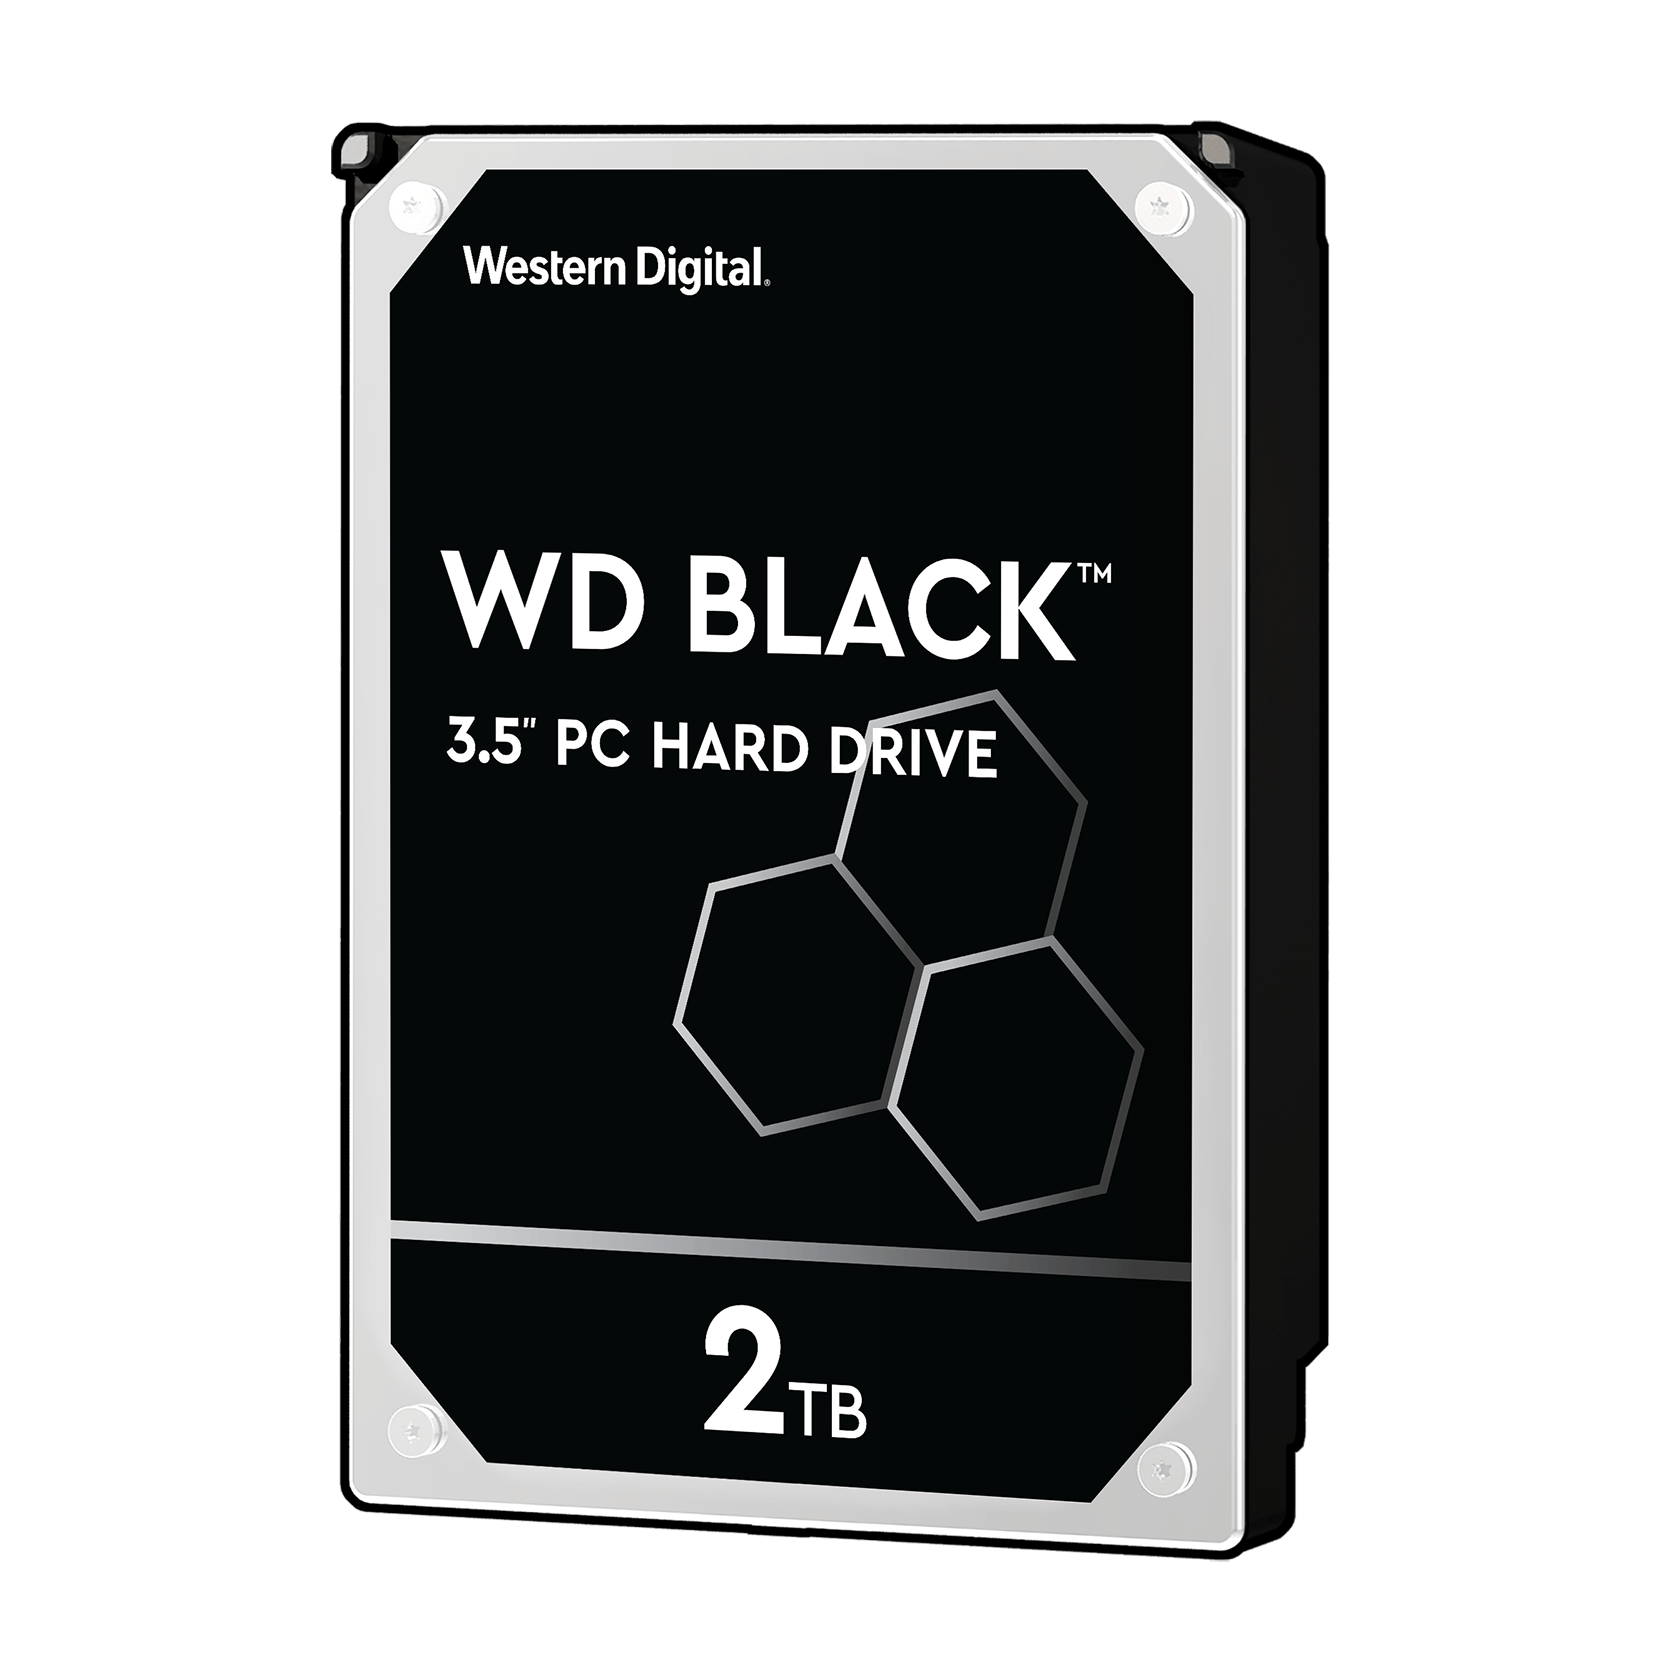 Western Digital®
WD BLACK™
3.5" PC HARD DRIVE
2TB